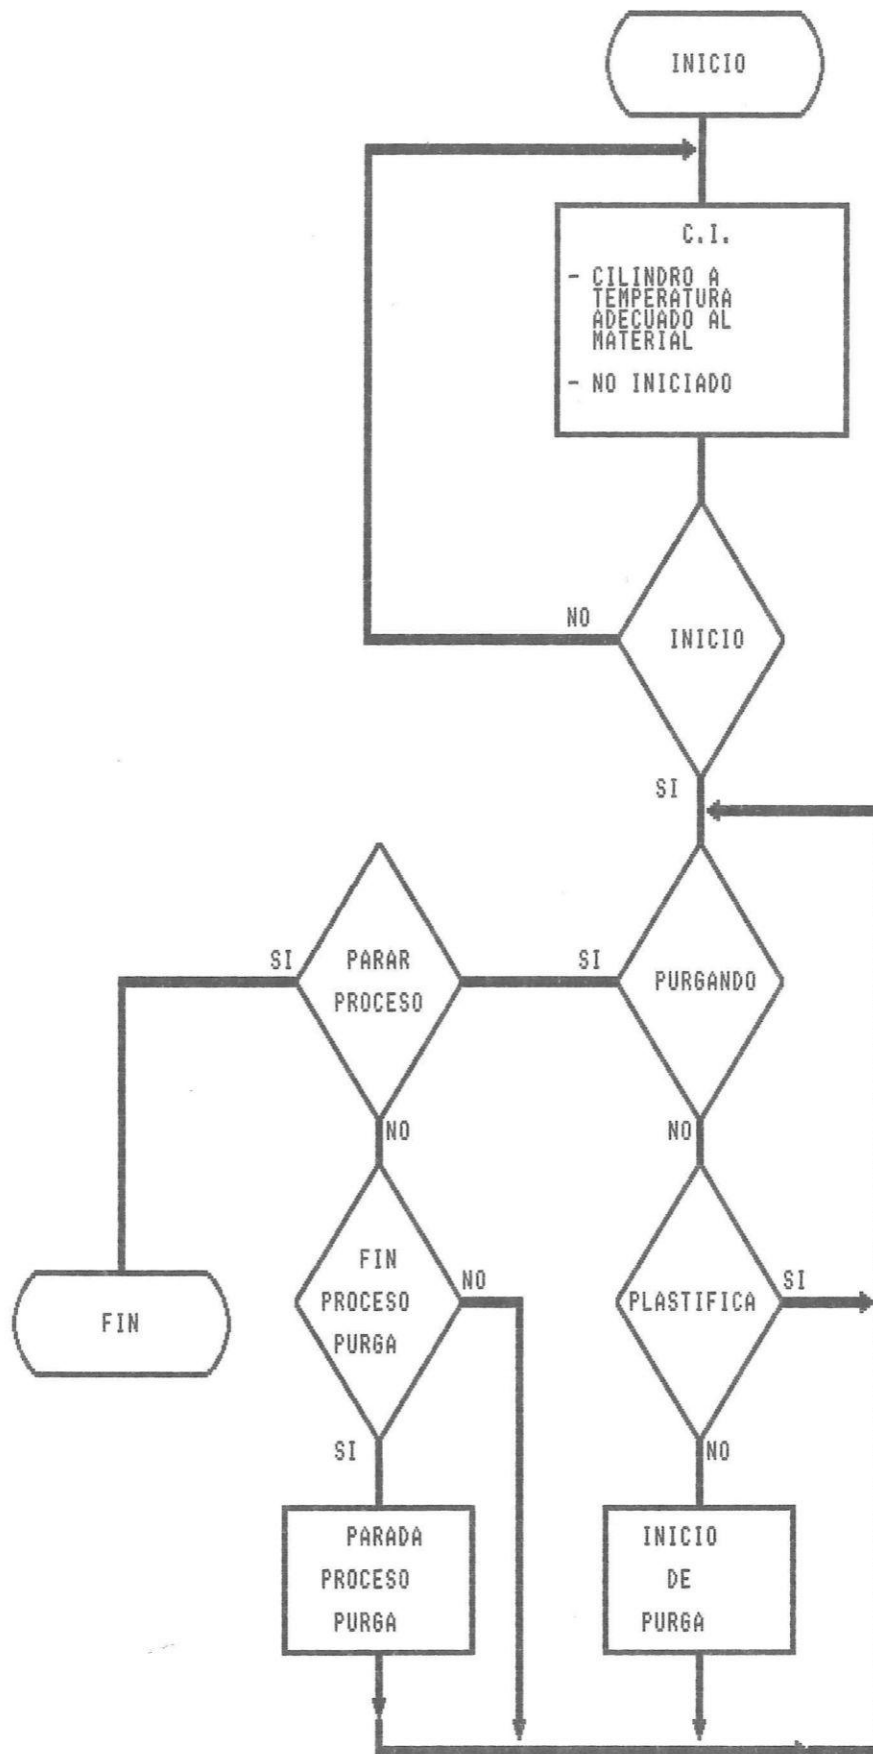 INICIO
C.I.
- CILINDRO A
TEMPERATURA
ADECUADO AL
MATERIAL
- NO INICIADO
NO
INICIO
SI
SI
PARAR
PROCESO
SI
PURGANDO
NO
NO
FIN
PROCESO
PURGA
NO
PLASTIFICA
SI
FIN
SI
NO
PARADA
PROCESO
PURGA
INICIO
DE
PURGA